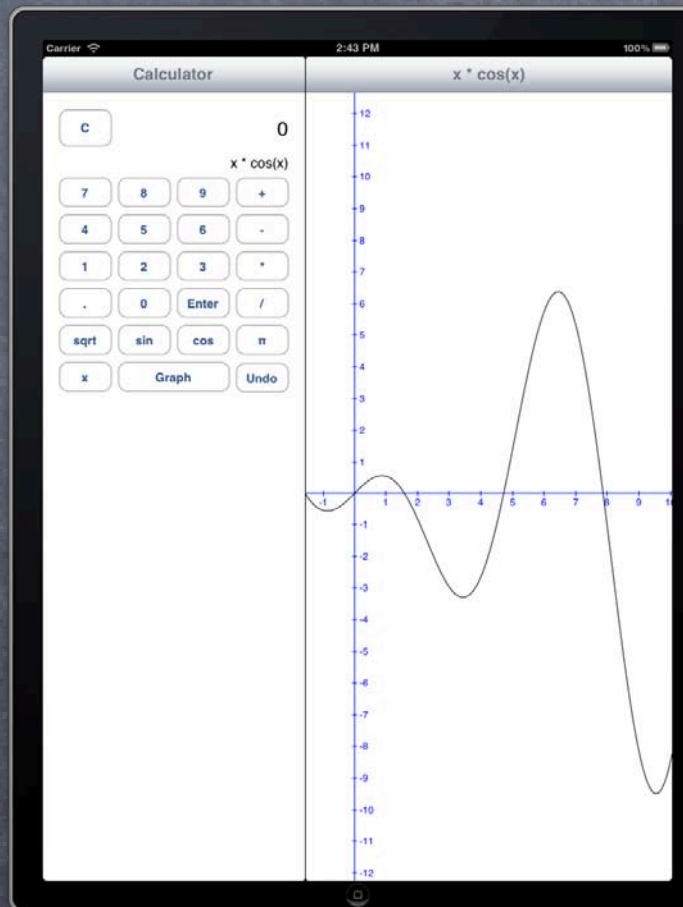 Carrier 2:43 PM 100%
Calculator
x * cos(x)
C 0
x * cos(x)
7 8 9 +
4 5 6 -
1 2 3 *
. 0 Enter /
sqrt sin cos π
x Graph Undo
12
11
10
9
8
7
6
5
4
3
2
1
-1 1 2 3 4 5 6 7 8 9
-1
-2
-3
-4
-5
-6
-7
-8
-9
-10
-11
-12